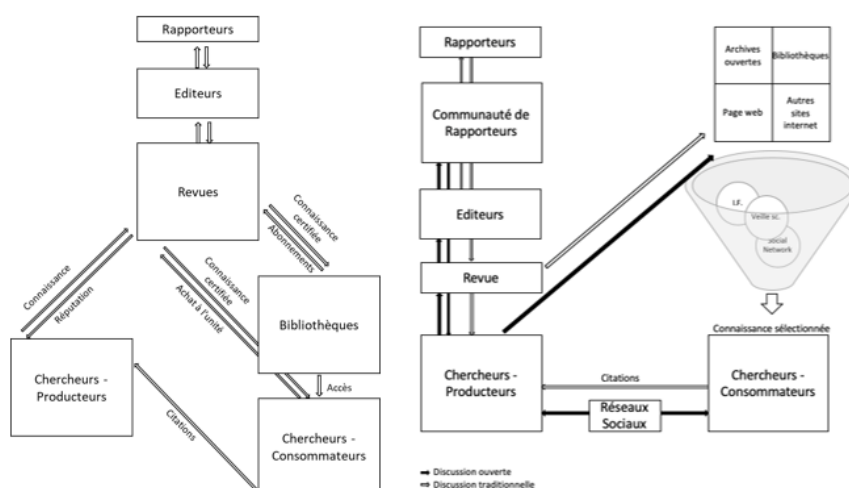 Rapporteurs
Editeurs
Revues
Connaissance
Réputation
Connaissance
certifiée
Achat à l'unité
Connaissance
certifiée
Abonnements
Bibliothèques
Accès
Chercheurs -
Producteurs
Citations
Chercheurs -
Consommateurs
Rapporteurs
Communauté de
Rapporteurs
Editeurs
Revue
Chercheurs -
Producteurs
Archives
ouvertes
Bibliothèques
Page web
Autres
sites
internet
I.F.
Veille sc.
Social
Network
Connaissance sélectionnée
Chercheurs -
Consommateurs
Citations
Réseaux
Sociaux
Discussion ouverte
Discussion traditionnelle